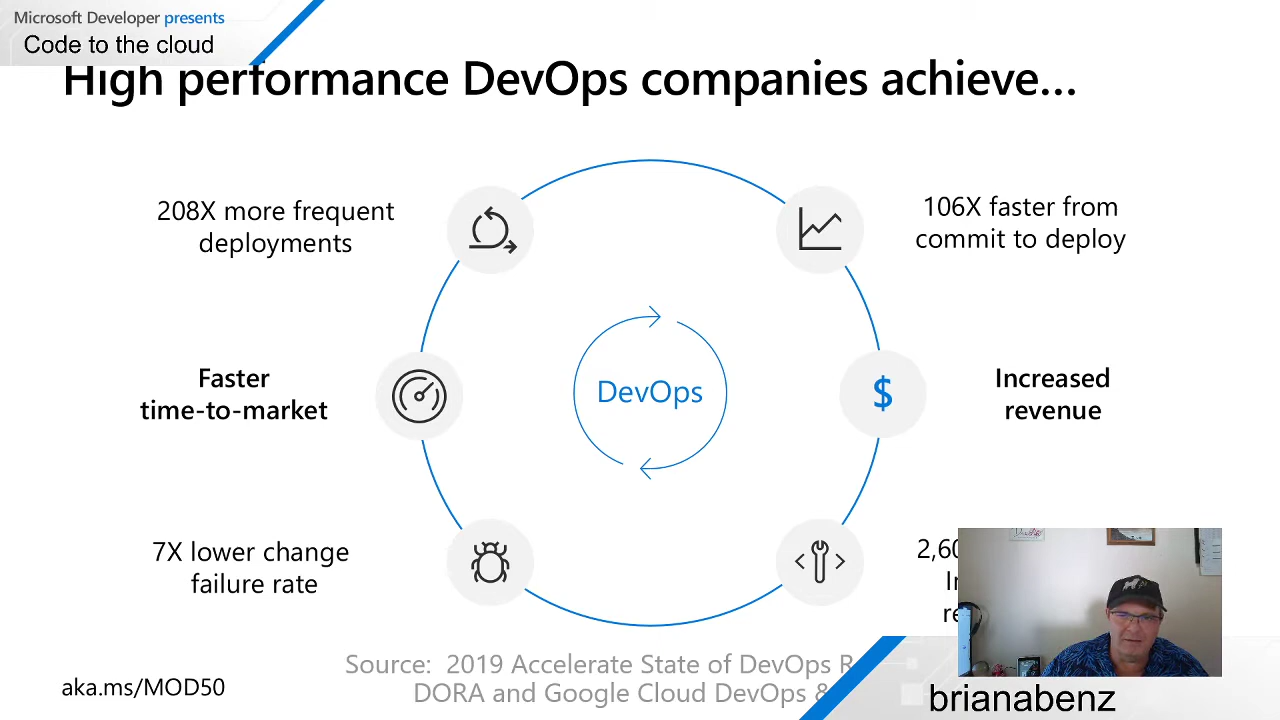 Microsoft Developer presents
Code to the cloud
High performance DevOps companies achieve...
208X more frequent
deployments
106X faster from
commit to deploy
Faster
time-to-market
DevOps
$
Increased
revenue
7X lower change
failure rate
< >
Source: 2019 Accelerate State of DevOps
DORA and Google Cloud DevOps &
aka.ms/MOD50
brianabenz